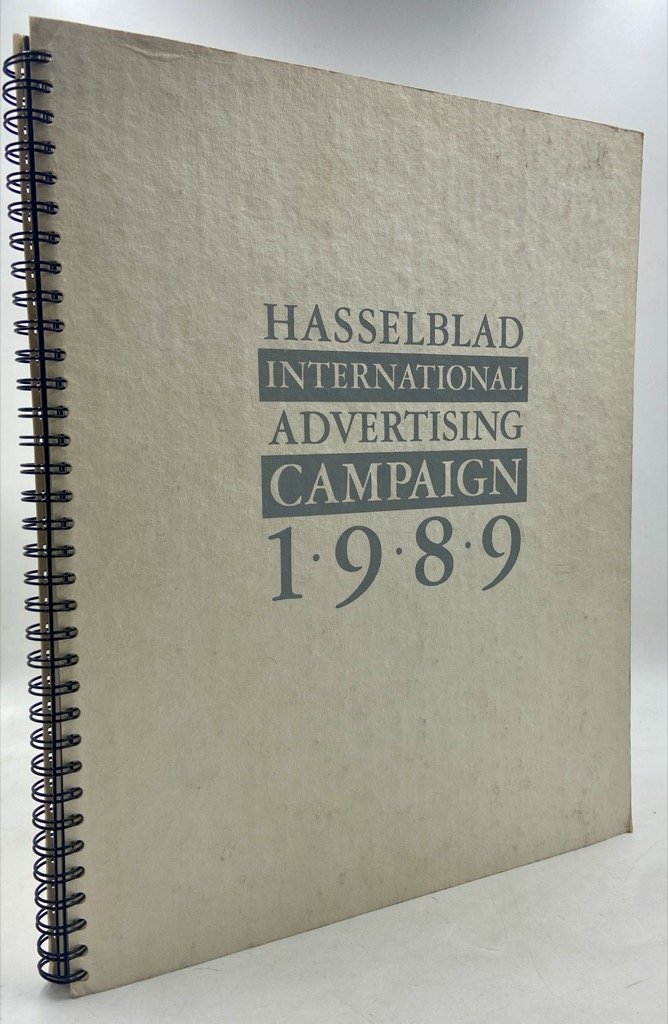 HASSELBLAD
INTERNATIONAL
ADVERTISING
CAMPAIGN
1·9·8·9